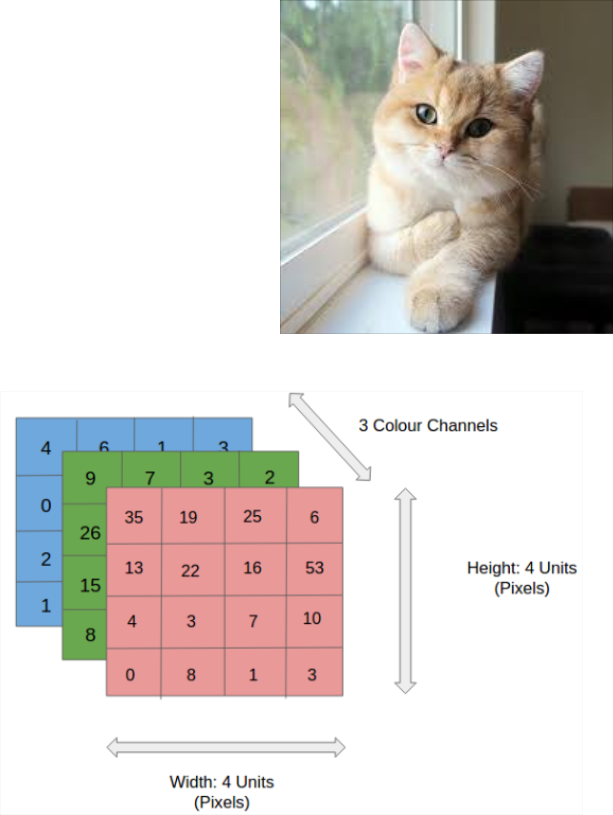 3 Colour Channels
4 6 1 3
9 7 3 2
0
35 19 25 6
26
Height: 4 Units
(Pixels)
13 22 16 53
2
15
1
4 3 7 10
8
0 8 1 3
Width: 4 Units
(Pixels)